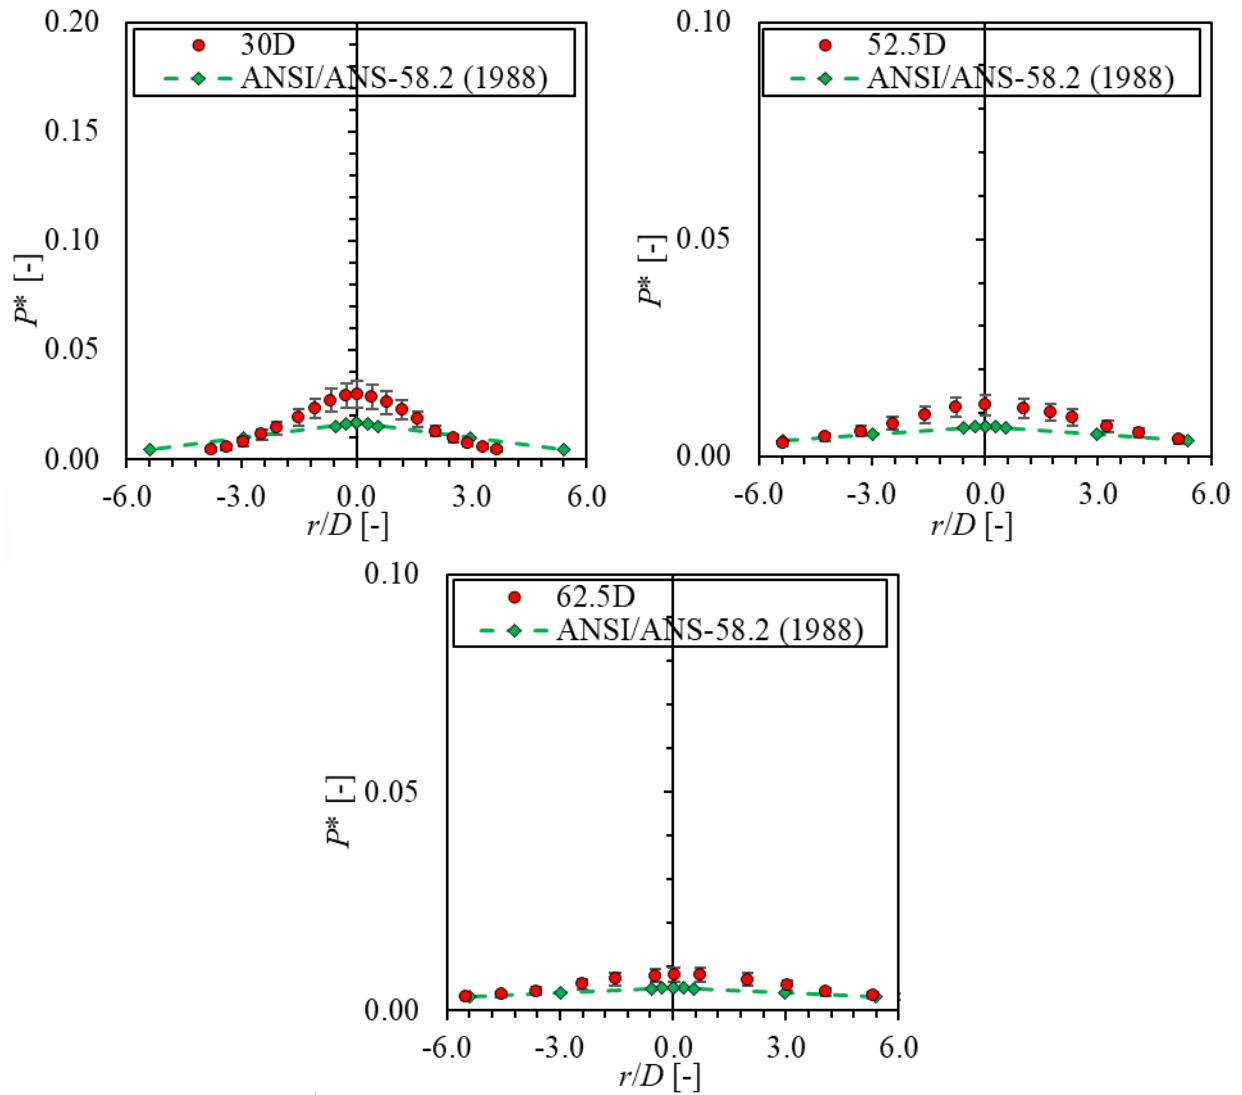 0.20
30D
ANSI/ANS-58.2 (1988)
0.15
0.10
P* [-]
0.05
0.00
-6.0 -3.0 0.0 3.0 6.0
r/D [-]
0.10
52.5D
ANSI/ANS-58.2 (1988)
P* [-]
0.05
0.00
-6.0 -3.0 0.0 3.0 6.0
r/D [-]
0.10
62.5D
ANSI/ANS-58.2 (1988)
P* [-]
0.05
0.00
-6.0 -3.0 0.0 3.0 6.0
r/D [-]